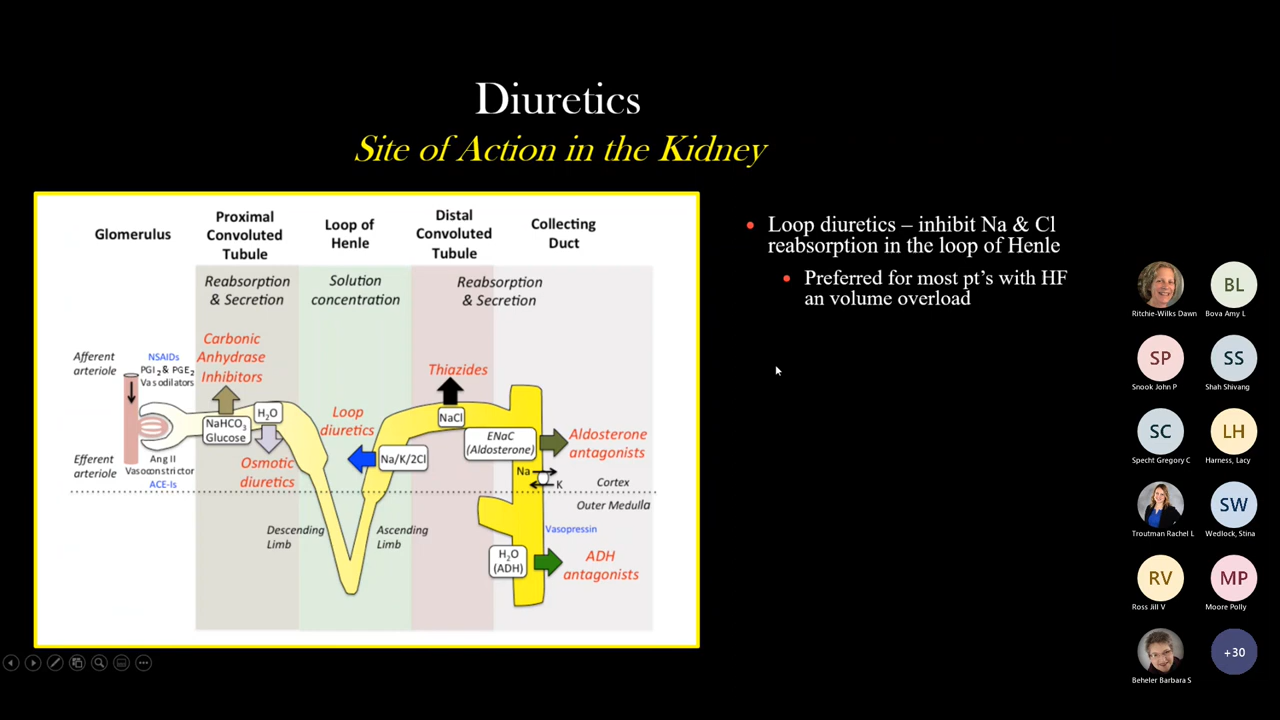 Diuretics
Site of Action in the Kidney
Glomerulus
Proximal
Convoluted
Tubule
Loop of
Henle
Distal
Convoluted
Tubule
Collecting
Duct
Reabsorption
& Secretion
Solution
concentration
Reabsorption
& Secretion
Carbonic
Anhydrase
Inhibitors
Afferent
arteriole
NSAIDs
PGI2 & PGE2
Vasodilators
NaHCO3
Glucose
H2O
Osmotic
diuretics
Efferent
arteriole
Ang II
Vasoconstrictor
ACE-Is
Loop
diuretics
Na/K/2Cl
Thiazides
NaCl
ENaC
(Aldosterone)
Aldosterone
antagonists
Na
K
Cortex
Outer Medulla
Descending
Limb
Ascending
Limb
Vasopressin
H2O
(ADH)
ADH
antagonists
• Loop diuretics – inhibit Na & Cl
reabsorption in the loop of Henle
• Preferred for most pt's with HF
an volume overload
Ritchie-Wilks Dawn
BL
Bova Amy L
SP
Snook John P
SS
Shah Shivang
SC
Specht Gregory C
LH
Harness, Lacy
Troutman Rachel L
SW
Wedlock, Stina
RV
Ross Jill V
MP
Moore Polly
Beheler Barbara S
+30